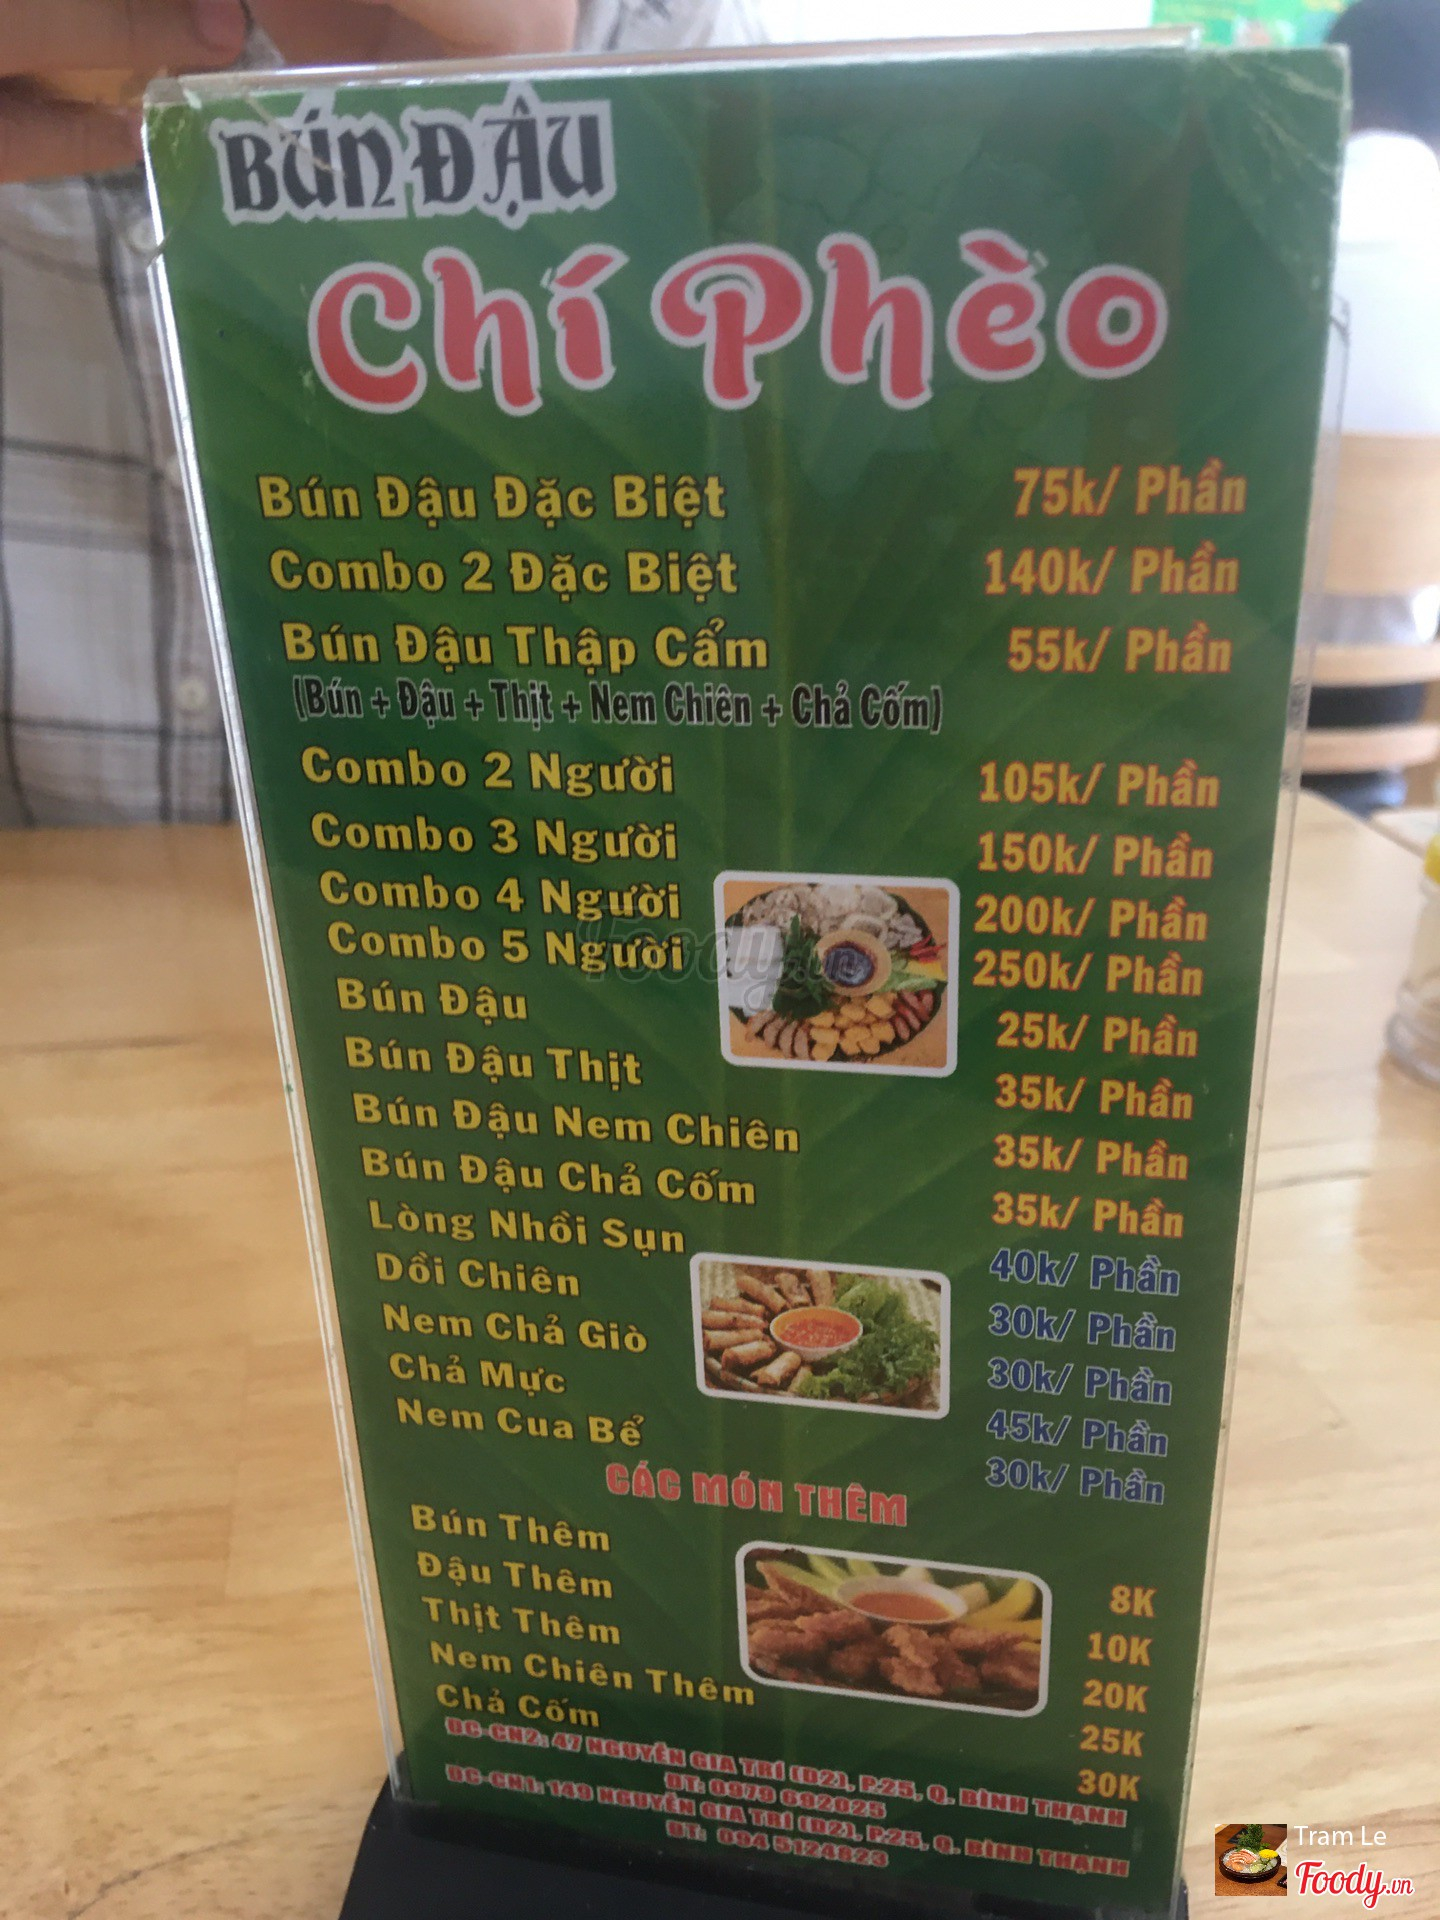 BÚN ĐẬU
Chí Phèo
Bún Đậu Đặc Biệt 75k/ Phần
Combo 2 Đặc Biệt 140k/ Phần
Bún Đậu Thập Cẩm 55k/ Phần
(Bún + Đậu + Thịt + Nem Chiên + Chả Cốm)
Combo 2 Người 105k/ Phần
Combo 3 Người 150k/ Phần
Combo 4 Người 200k/ Phần
Combo 5 Người 250k/ Phần
Bún Đậu 25k/ Phần
Bún Đậu Thịt 35k/ Phần
Bún Đậu Nem Chiên 35k/ Phần
Bún Đậu Chả Cốm 35k/ Phần
Lòng Nhồi Sụn 40k/ Phần
Dồi Chiên 30k/ Phần
Nem Chả Giò 30k/ Phần
Chả Mực 45k/ Phần
Nem Cua Bể 30k/ Phần
CÁC MÓN THÊM
Bún Thêm 8K
Đậu Thêm 10K
Thịt Thêm 20K
Nem Chiên Thêm 25K
Chả Cốm 30K
ĐC-CN2: 47 NGUYỄN GIA TRÍ (D2), P.25, Q. BÌNH THẠNH
ĐT: 0979 692025
ĐC-CN1: 149 NGUYỄN GIA TRÍ (D2), P.25, Q. BÌNH THẠNH
ĐT: 094 5124823
Foody.vn
Tram Le
Foody.vn